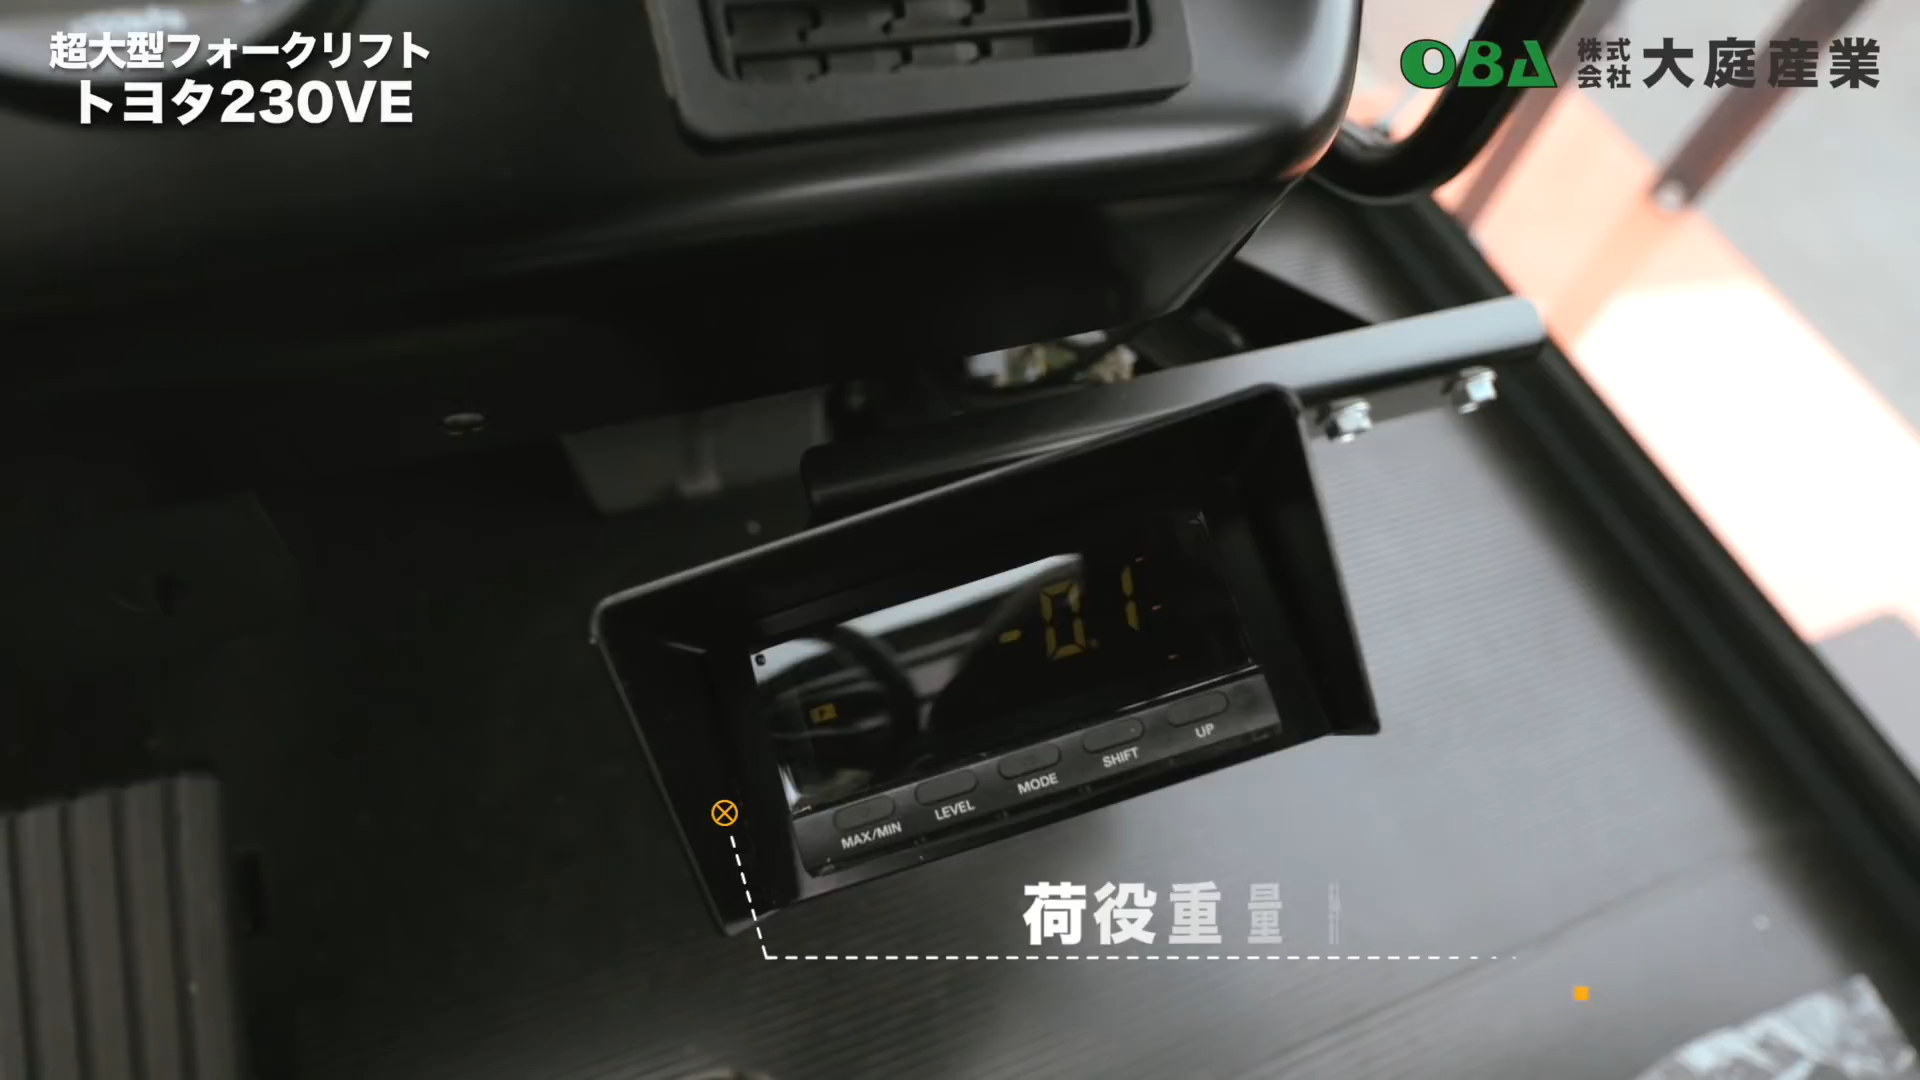 超大型フォークリフト
トヨタ230VE
OBA 株式会社 大庭産業
-0.1
MAX/MIN LEVEL MODE SHIFT UP
荷役重量